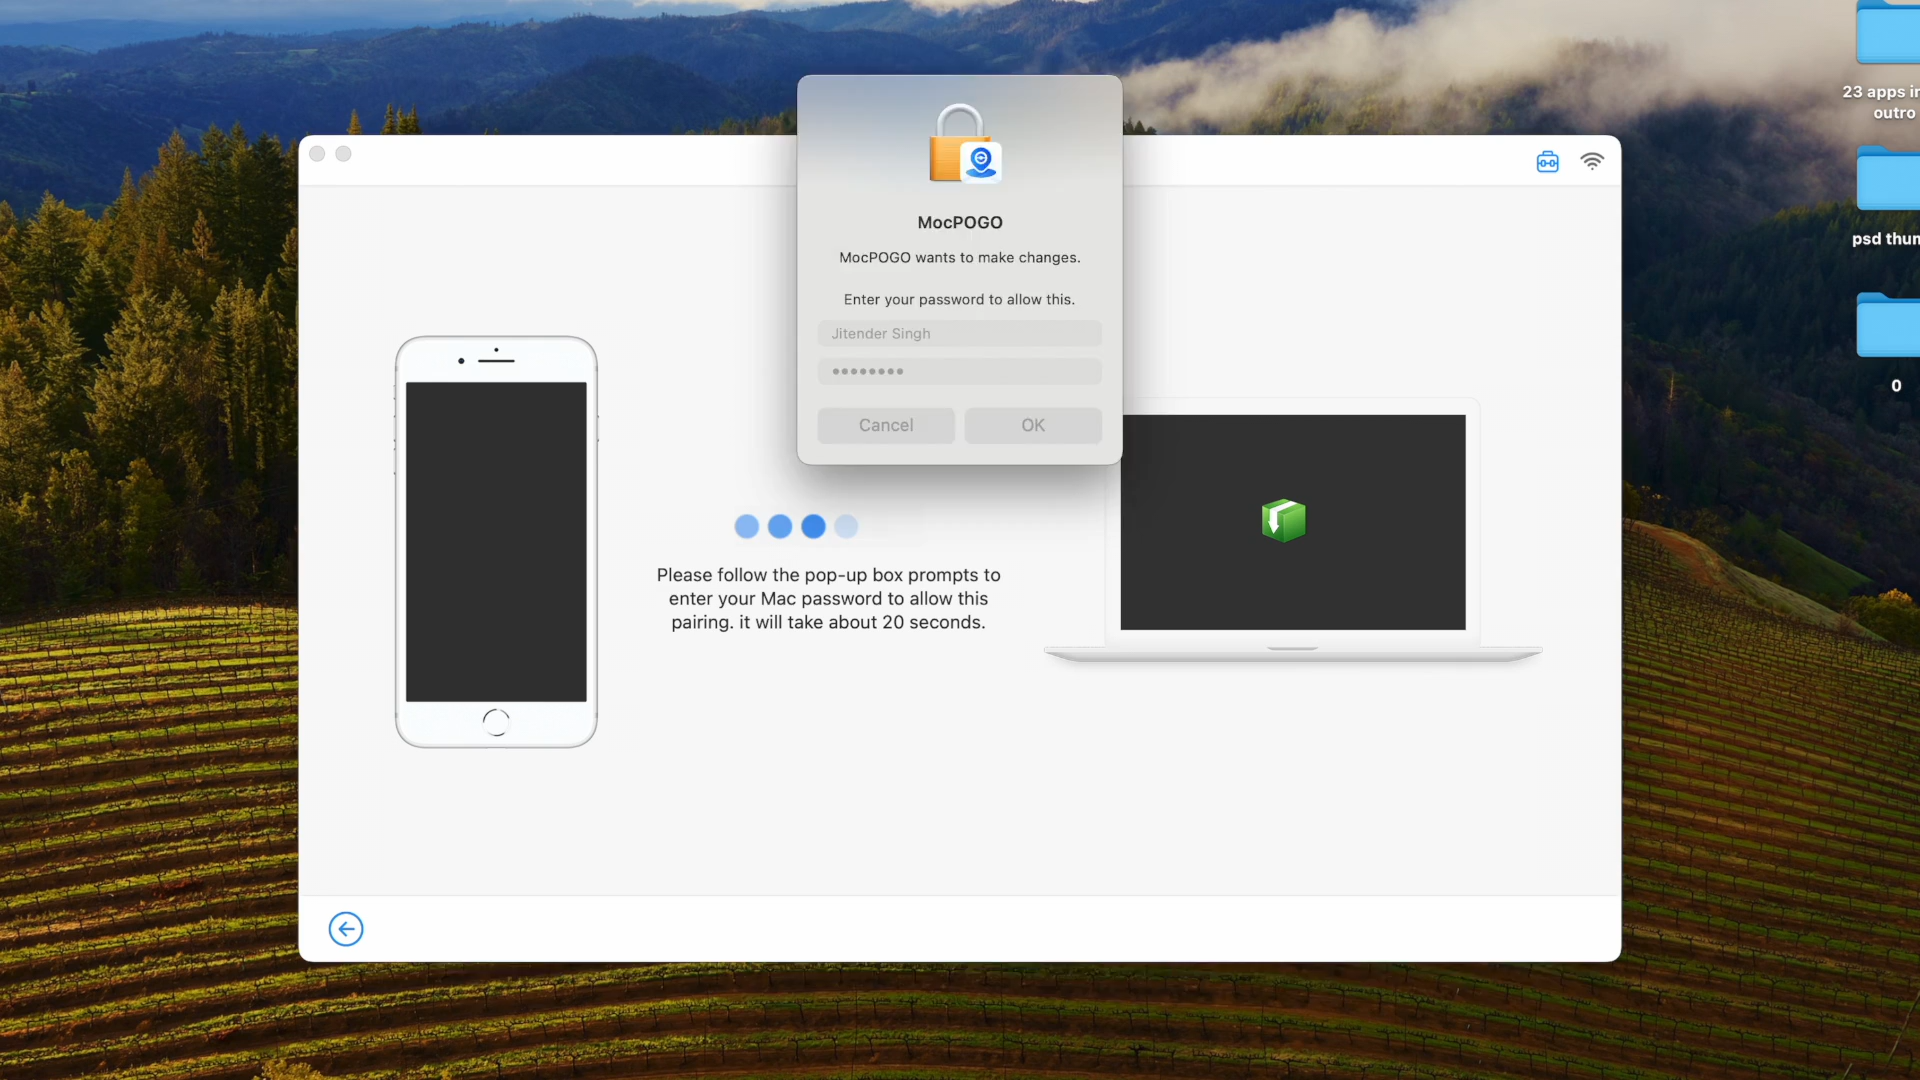 23 apps in
outro
psd thum
0
MocPOGO
MocPOGO wants to make changes.
Enter your password to allow this.
Jitender Singh
••••••••
Cancel
OK
Please follow the pop-up box prompts to
enter your Mac password to allow this
pairing. it will take about 20 seconds.